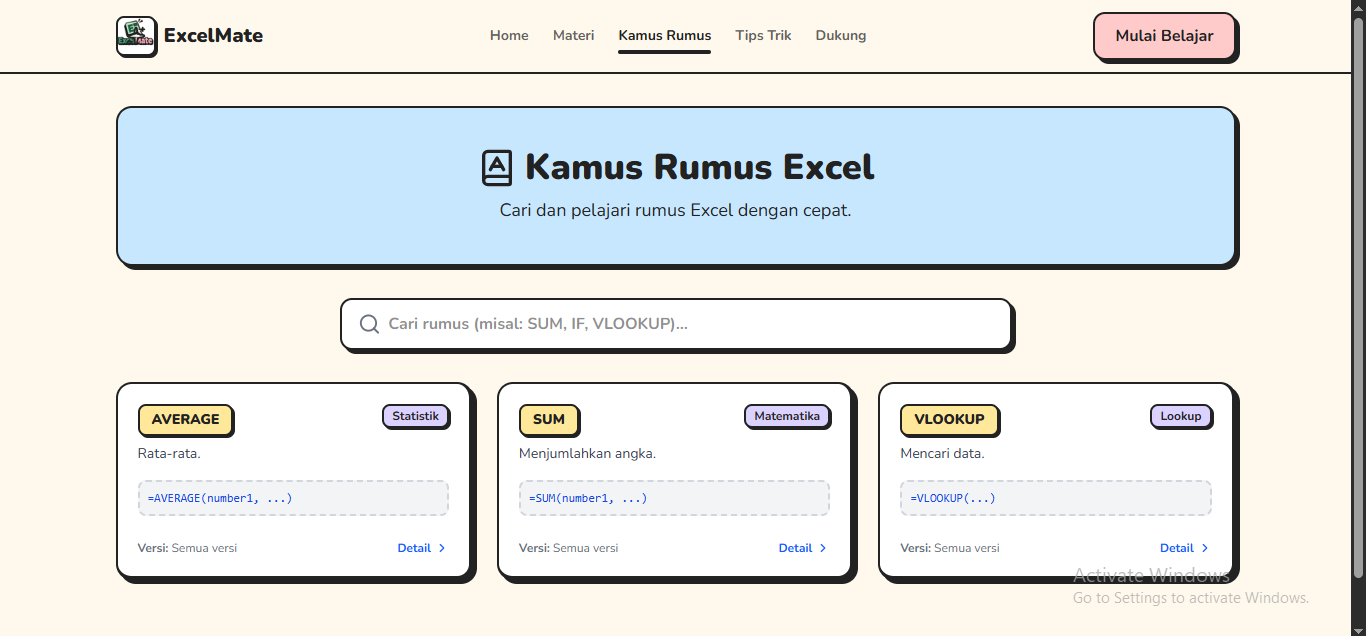 ExcelMate
Home Materi Kamus Rumus Tips Trik Dukung
Mulai Belajar
Kamus Rumus Excel
Cari dan pelajari rumus Excel dengan cepat.
Cari rumus (misal: SUM, IF, VLOOKUP)...
AVERAGE Statistik
Rata-rata.
=AVERAGE(number1, ...)
Versi: Semua versi Detail
SUM Matematika
Menjumlahkan angka.
=SUM(number1, ...)
Versi: Semua versi Detail
VLOOKUP Lookup
Mencari data.
=VLOOKUP(...)
Versi: Semua versi Detail
Activate Windows
Go to Settings to activate Windows.